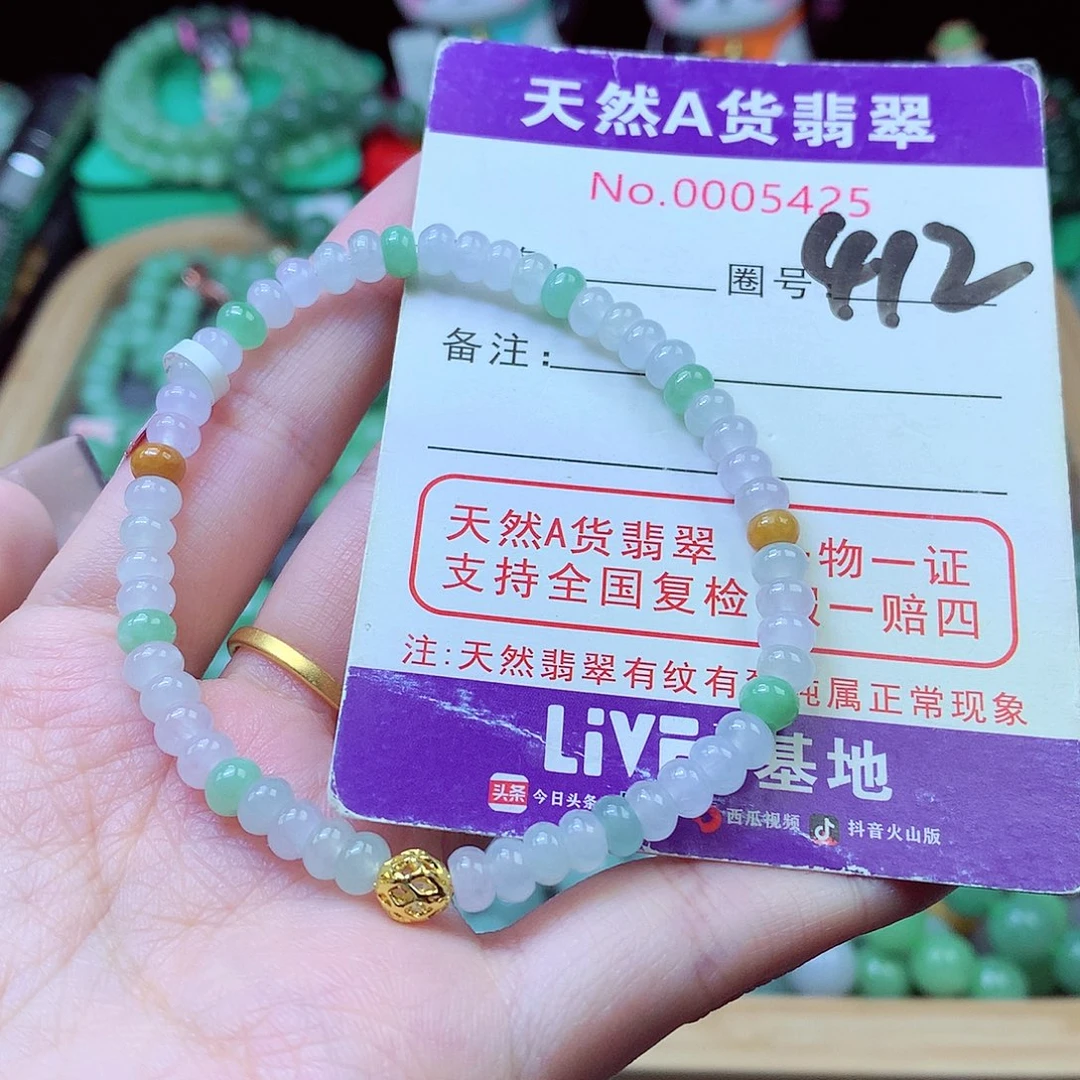 天然A货翡翠
No.0005425
圈号 412
备注:
天然A货翡翠 一物一证
支持全国复检 一赔四
注:天然翡翠有纹有 纯属正常现象
LiVE 基地
头条 今日头条 西瓜视频 抖音火山版